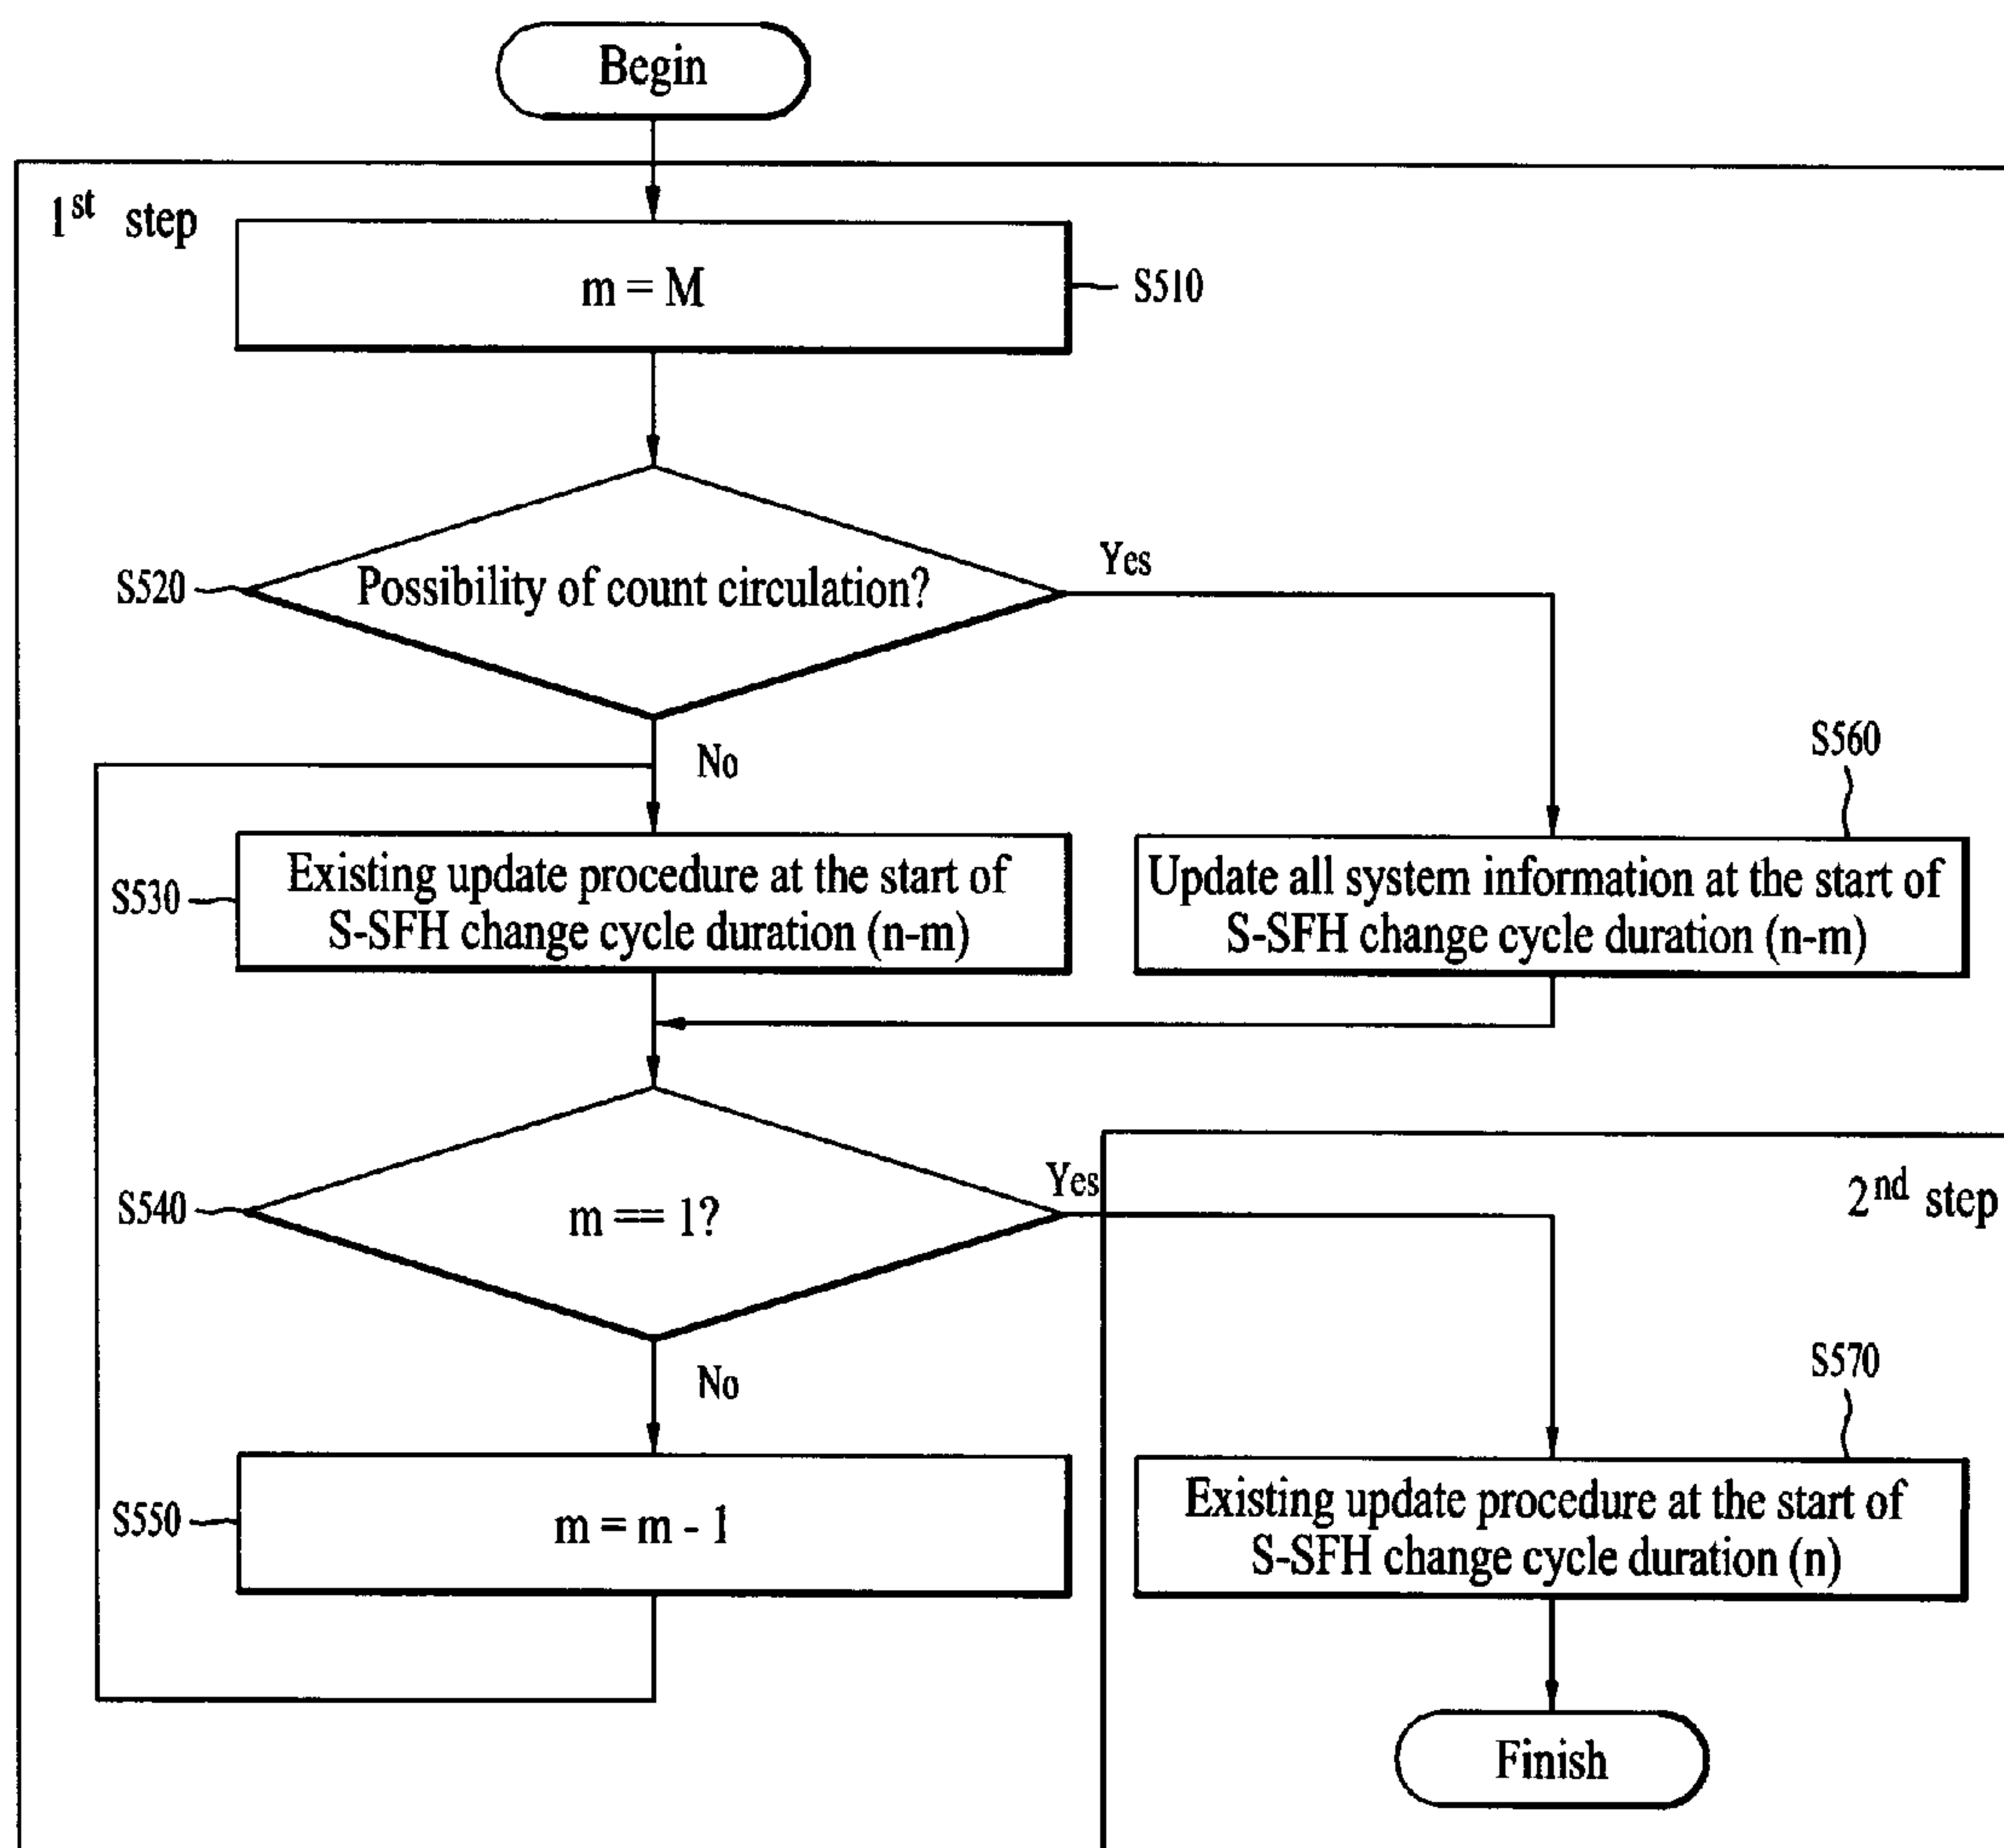 Begin
1st step
m = M
S510
S520
Possibility of count circulation?
Yes
No
S560
S530
Existing update procedure at the start of
S-SFH change cycle duration (n-m)
Update all system information at the start of
S-SFH change cycle duration (n-m)
S540
m == 1?
Yes
2nd step
No
S570
S550
m = m - 1
Existing update procedure at the start of
S-SFH change cycle duration (n)
Finish